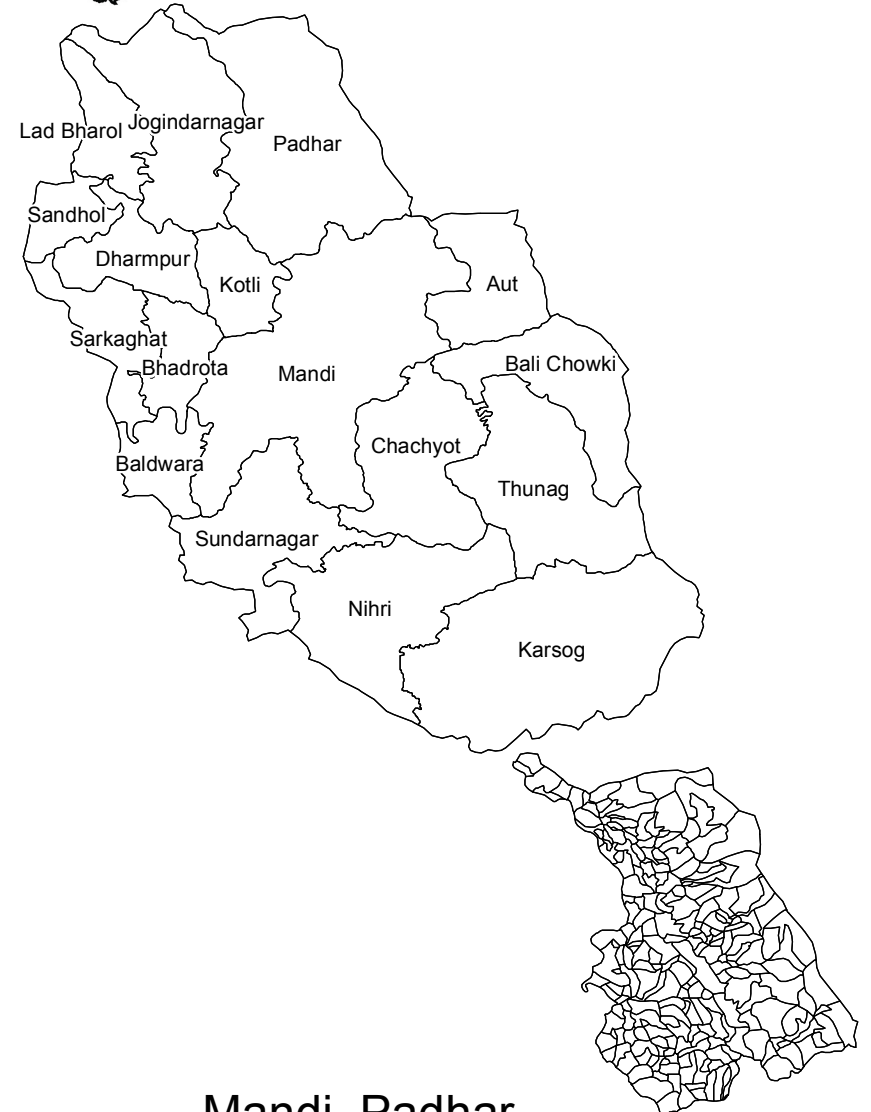 Lad Bharol
Jogindarnagar
Padhar
Sandhol
Dharmpur
Kotli
Aut
Sarkaghat
Bhadrota
Mandi
Bali Chowki
Chachyot
Baldwara
Thunag
Sundarnagar
Nihri
Karsog
Mandi Padhar